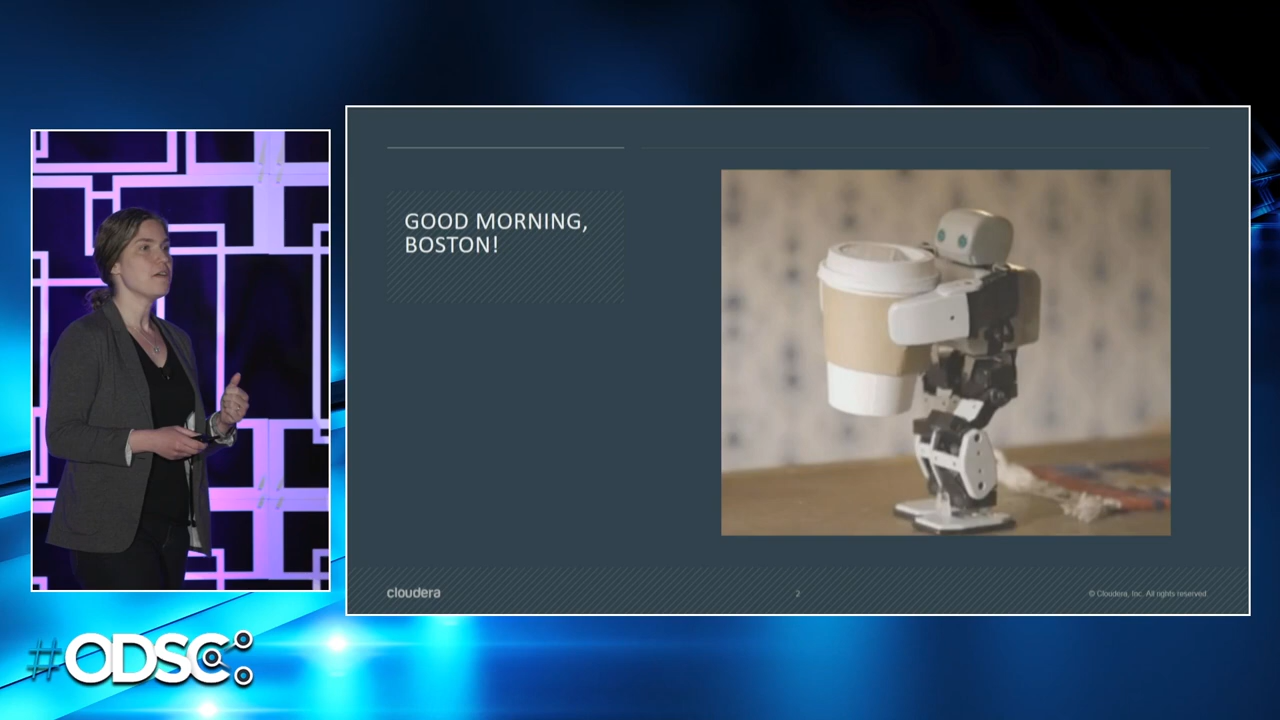 GOOD MORNING,
BOSTON!
cloudera
2
© Cloudera, Inc. All rights reserved.
#ODSC